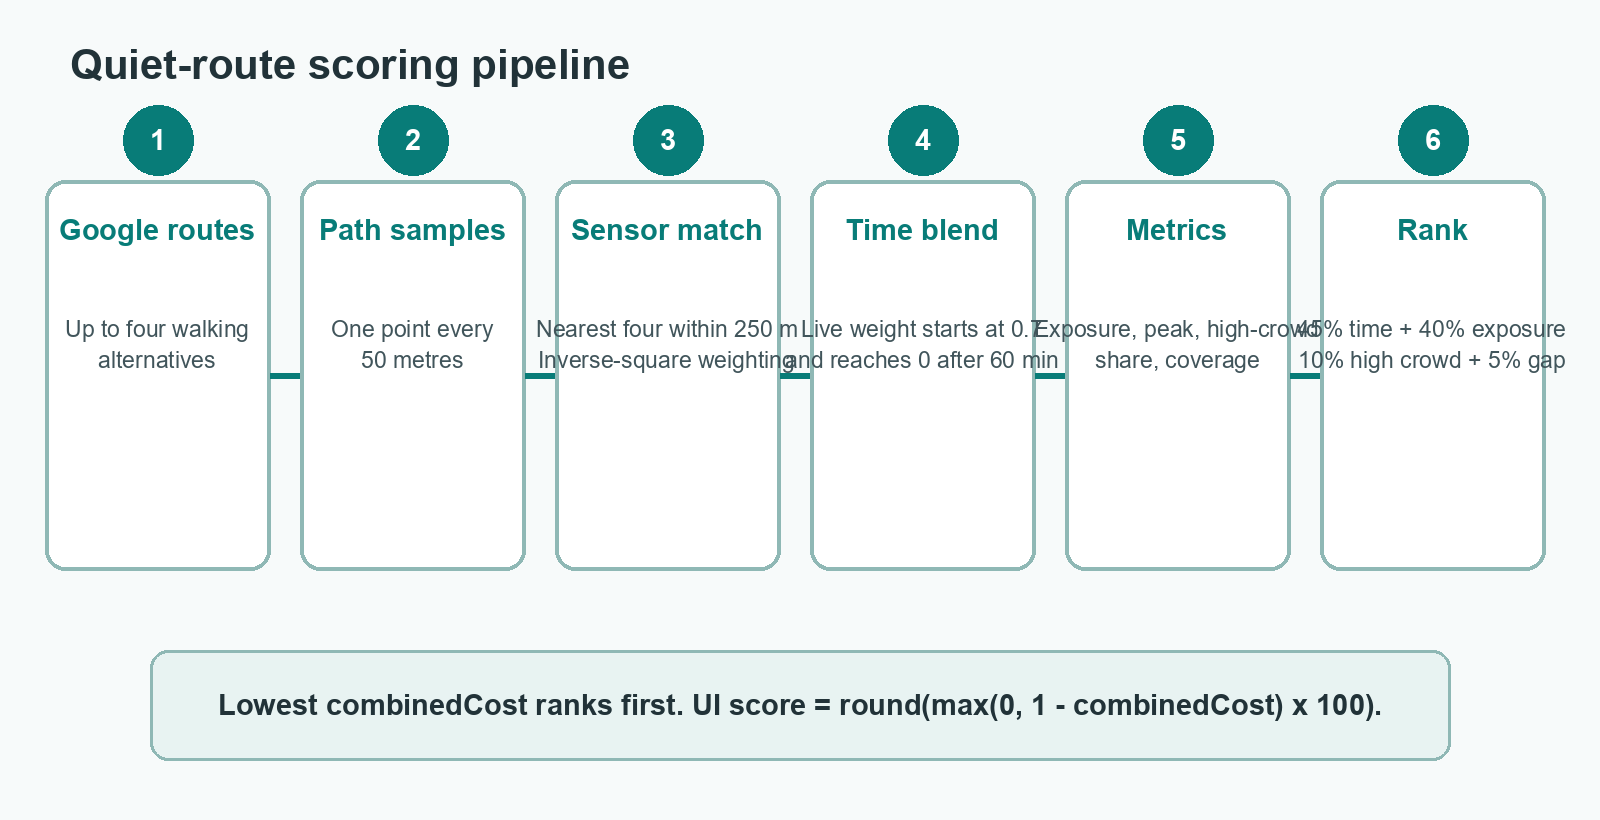 Quiet-route scoring pipeline
1
2
3
4
5
6
Google routes
Path samples
Sensor match
Time blend
Metrics
Rank
Up to four walking
alternatives
One point every
50 metres
Nearest four within 250 m
Inverse-square weighting
Live weight starts at 0.7
and reaches 0 after 60 min
Exposure, peak, high-crowd
share, coverage
45% time + 40% exposure
10% high crowd + 5% gap
Lowest combinedCost ranks first. UI score = round(max(0, 1 - combinedCost) x 100).